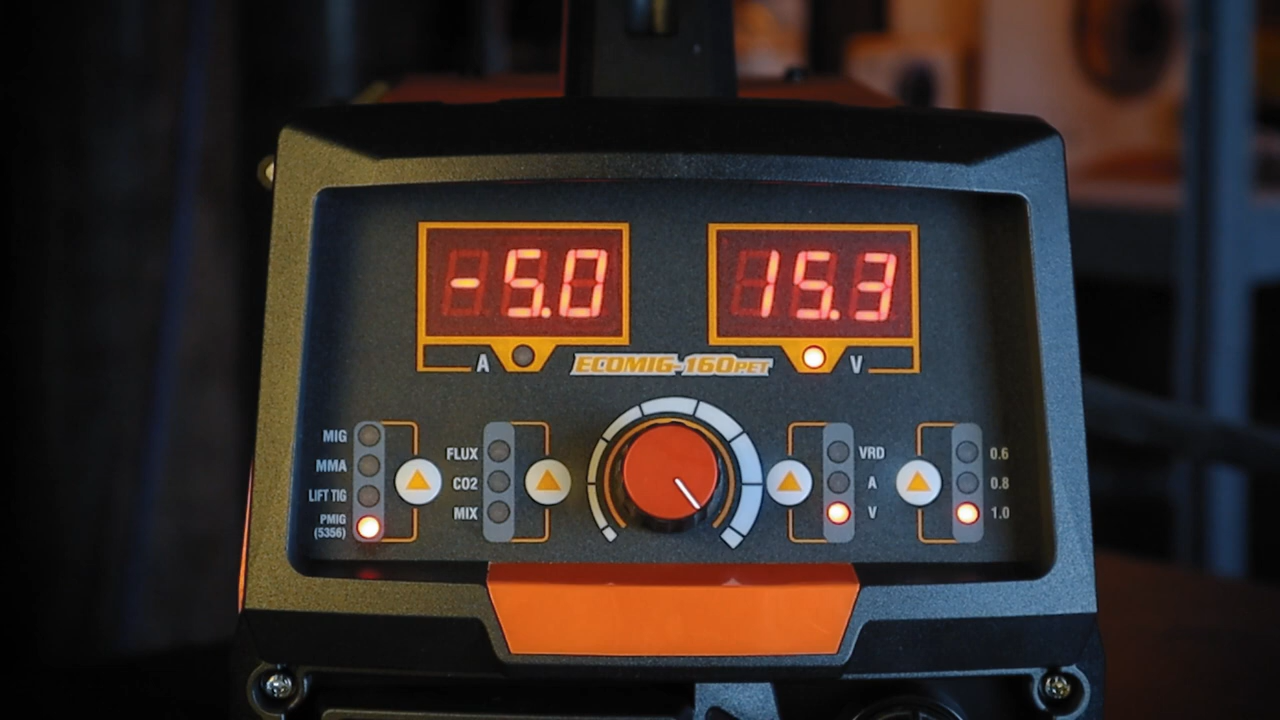 -5.0
15.3
A
ECOMIG-160PET
V
MIG
MMA
LIFT TIG
PMIG
(5356)
FLUX
CO2
MIX
VRD
A
V
0.6
0.8
1.0